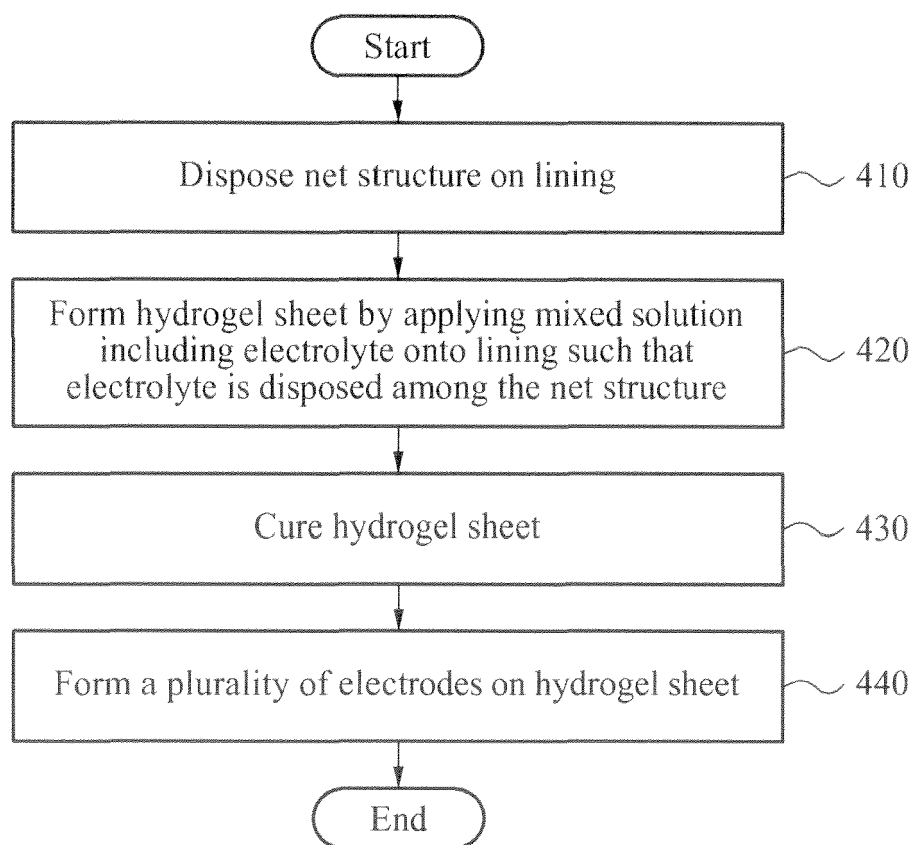 Start
Dispose net structure on lining
410
Form hydrogel sheet by applying mixed solution
including electrolyte onto lining such that
electrolyte is disposed among the net structure
420
Cure hydrogel sheet
430
Form a plurality of electrodes on hydrogel sheet
440
End